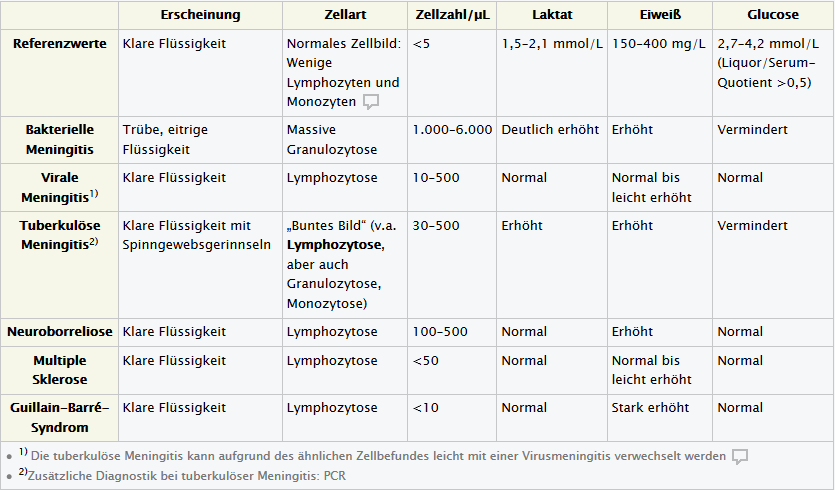 Erscheinung Zellart Zellzahl/μL Laktat Eiweiß Glucose
Referenzwerte Klare Flüssigkeit Normales Zellbild: <5 1,5–2,1 mmol/L 150–400 mg/L 2,7–4,2 mmol/L
Wenige (Liquor/Serum-
Lymphozyten und Quotient >0,5)
Monozyten
Bakterielle Trübe, eitrige Massive 1.000–6.000 Deutlich erhöht Erhöht Vermindert
Meningitis Flüssigkeit Granulozytose
Virale Klare Flüssigkeit Lymphozytose 10–500 Normal Normal bis Normal
Meningitis1) leicht erhöht
Tuberkulöse Klare Flüssigkeit mit „Buntes Bild“ (v.a. 30–500 Erhöht Erhöht Vermindert
Meningitis2) Spinngewebsgerinnseln Lymphozytose,
aber auch
Granulozytose,
Monozytose)
Neuroborreliose Klare Flüssigkeit Lymphozytose 100–500 Normal Erhöht Normal
Multiple Klare Flüssigkeit Lymphozytose <50 Normal Normal bis Normal
Sklerose leicht erhöht
Guillain-Barré- Klare Flüssigkeit Lymphozytose <10 Normal Stark erhöht Normal
Syndrom
• 1) Die tuberkulöse Meningitis kann aufgrund des ähnlichen Zellbefundes leicht mit einer Virusmeningitis verwechselt werden
• 2)Zusätzliche Diagnostik bei tuberkulöser Meningitis: PCR